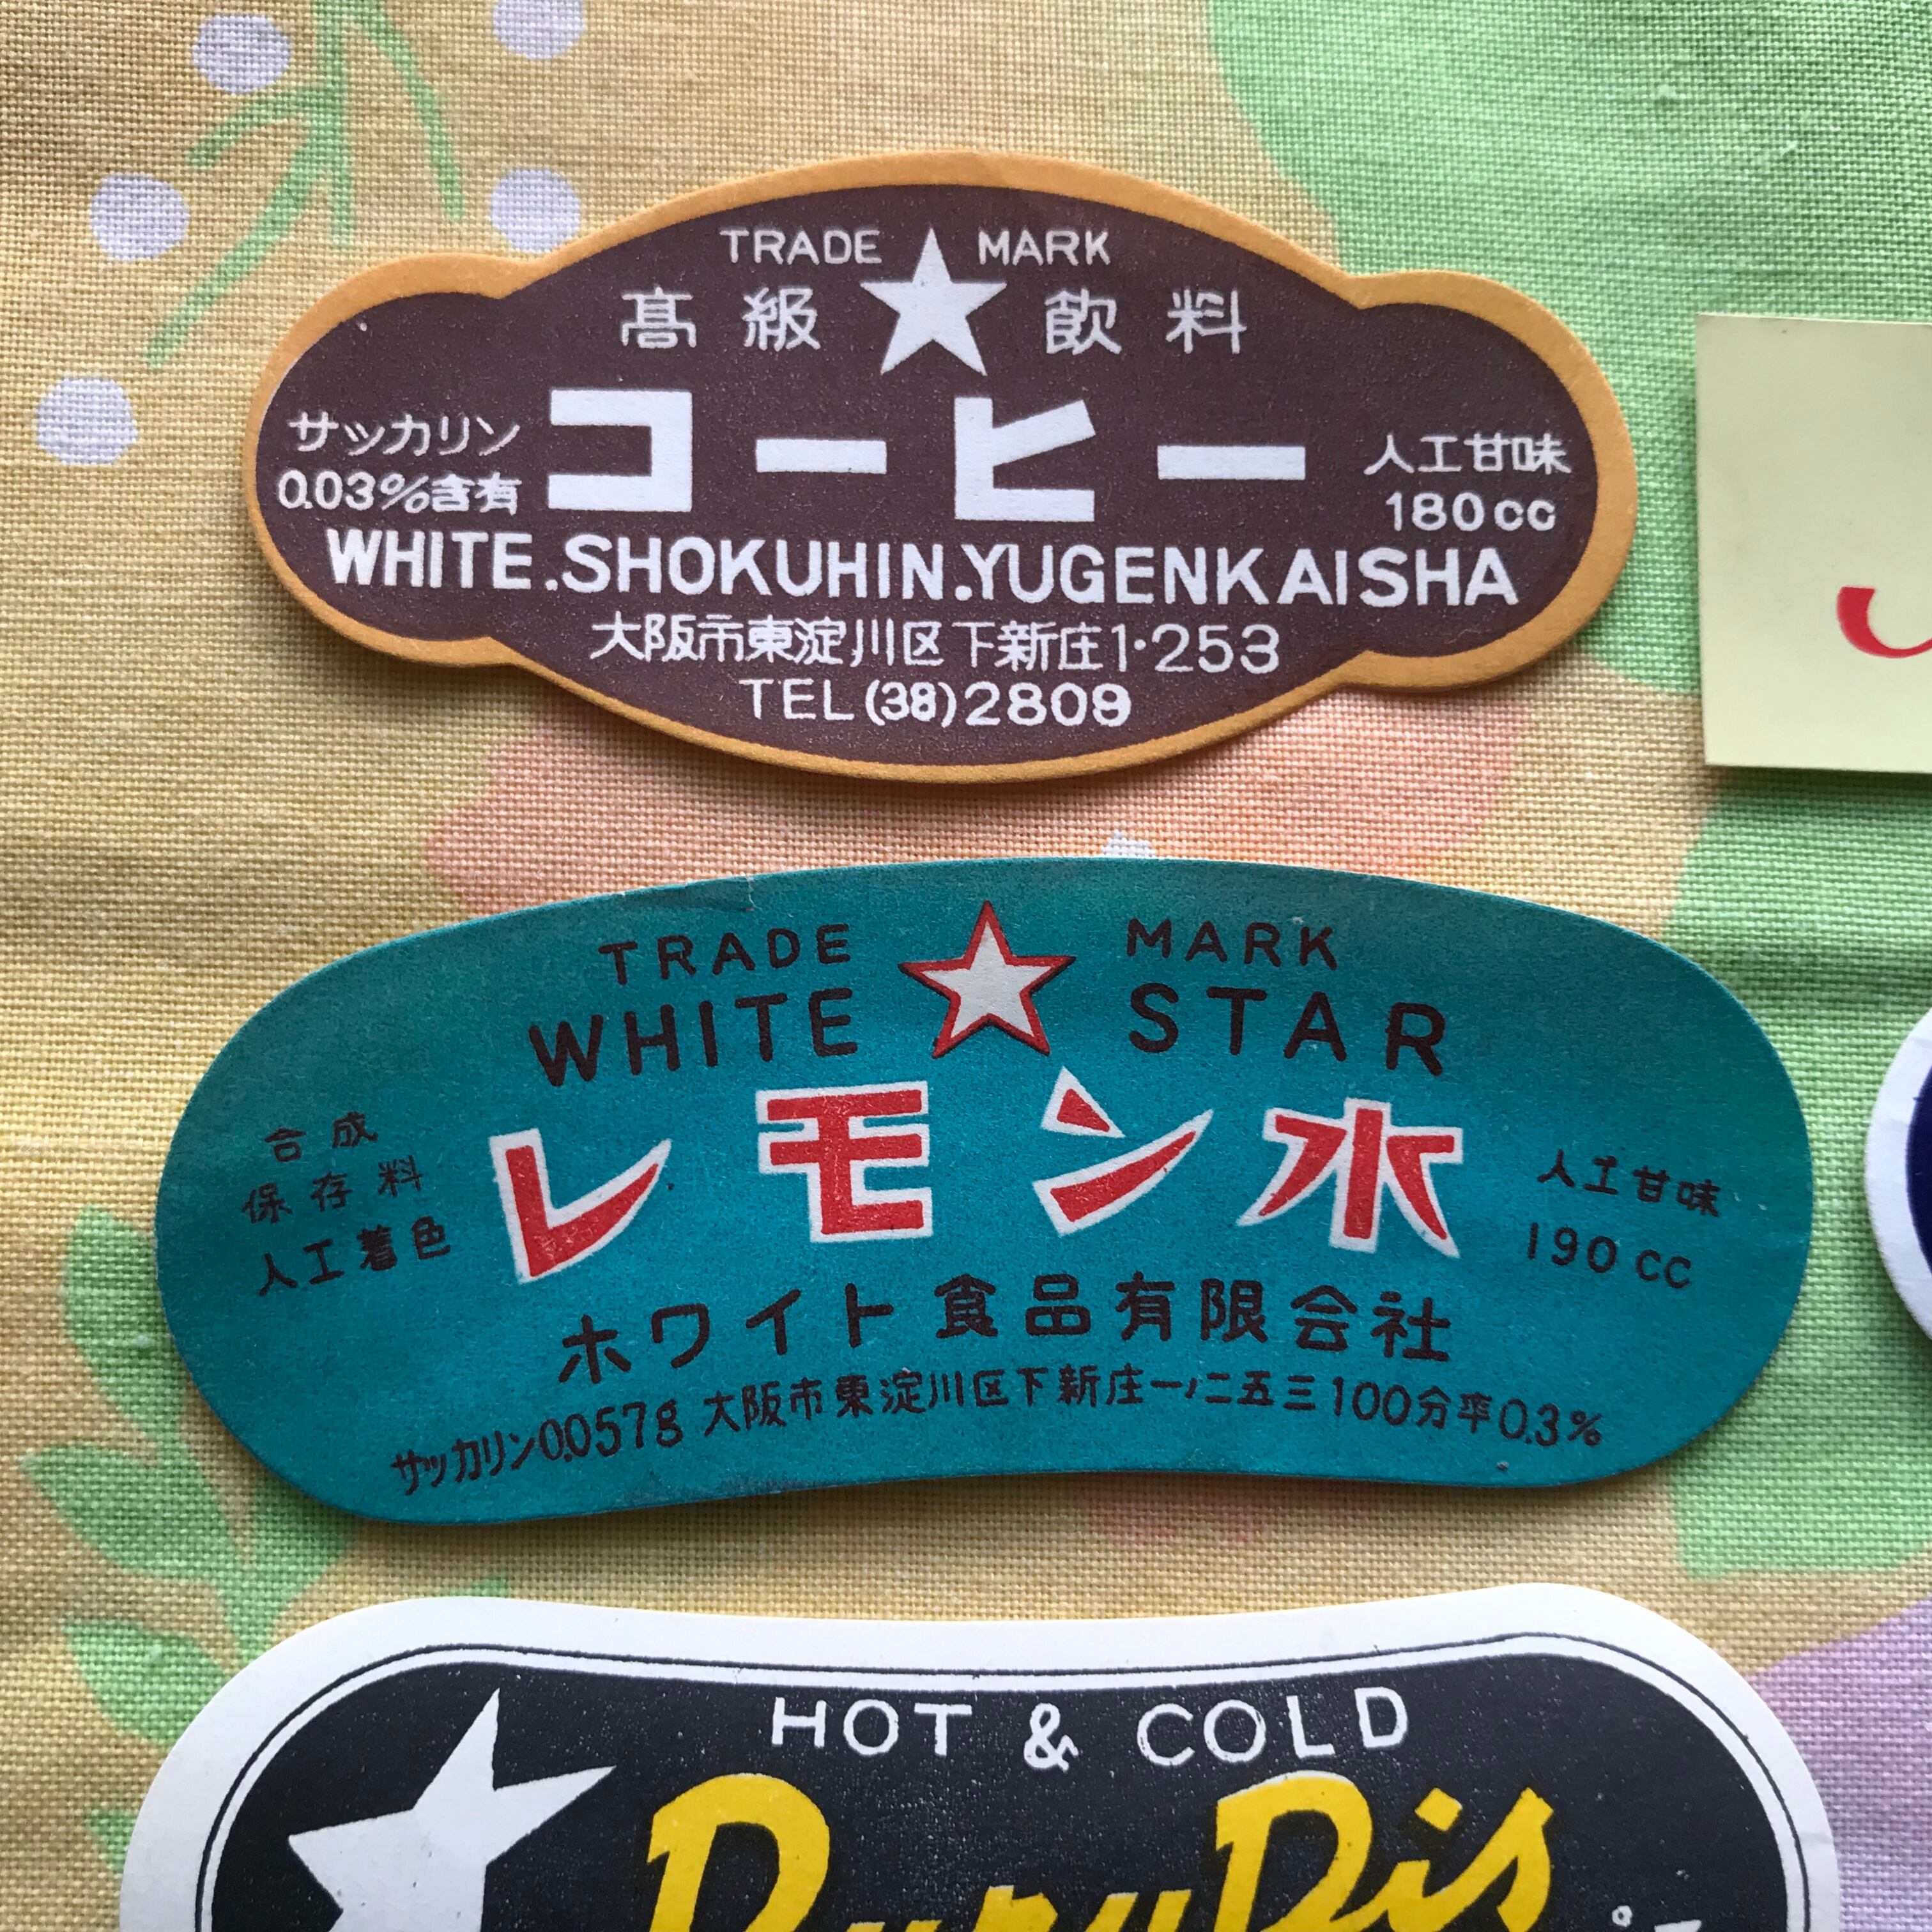 TRADE MARK
高級 飲料
コーヒー
サッカリン
0.03%含有
人工甘味
180cc
WHITE.SHOKUHIN.YUGENKAISHA
大阪市東淀川区下新庄1・253
TEL(38)2809
TRADE MARK
WHITE STAR
レモン水
合成
保存料
人工着色
人工甘味
190cc
ホワイト食品有限会社
サッカリン0.057g 大阪市東淀川区下新庄一ノ二五三 100分率0.3%
HOT & COLD